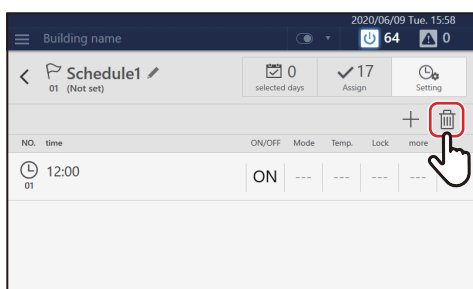 2020/06/09 Tue. 15:58
Building name
64
0
Schedule1
01 (Not set)
0
selected days
17
Assign
Setting
NO. time ON/OFF Mode Temp. Lock more
12:00 ON --- --- --- ---
01